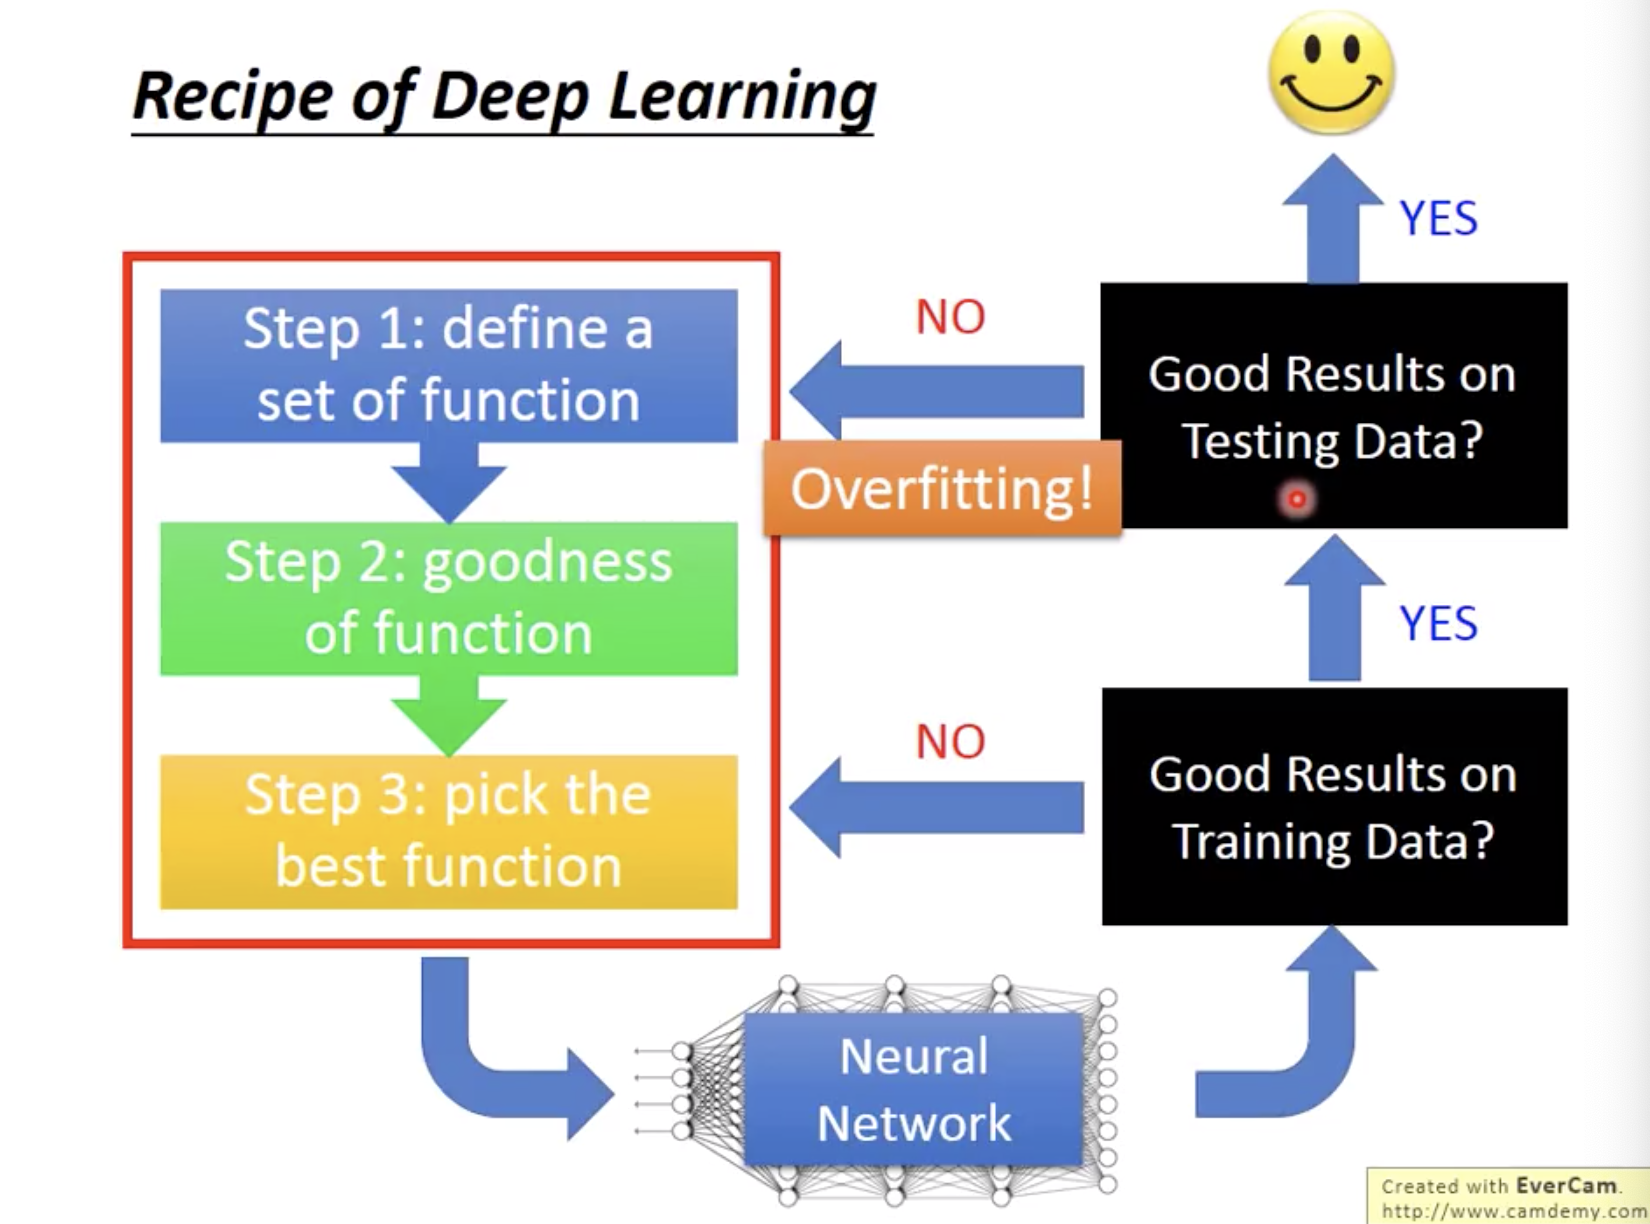 Recipe of Deep Learning
YES
NO
Step 1: define a
set of function
Good Results on
Testing Data?
Overfitting!
Step 2: goodness
of function
YES
NO
Step 3: pick the
best function
Good Results on
Training Data?
Neural
Network
Created with EverCam.
http://www.camdemy.com